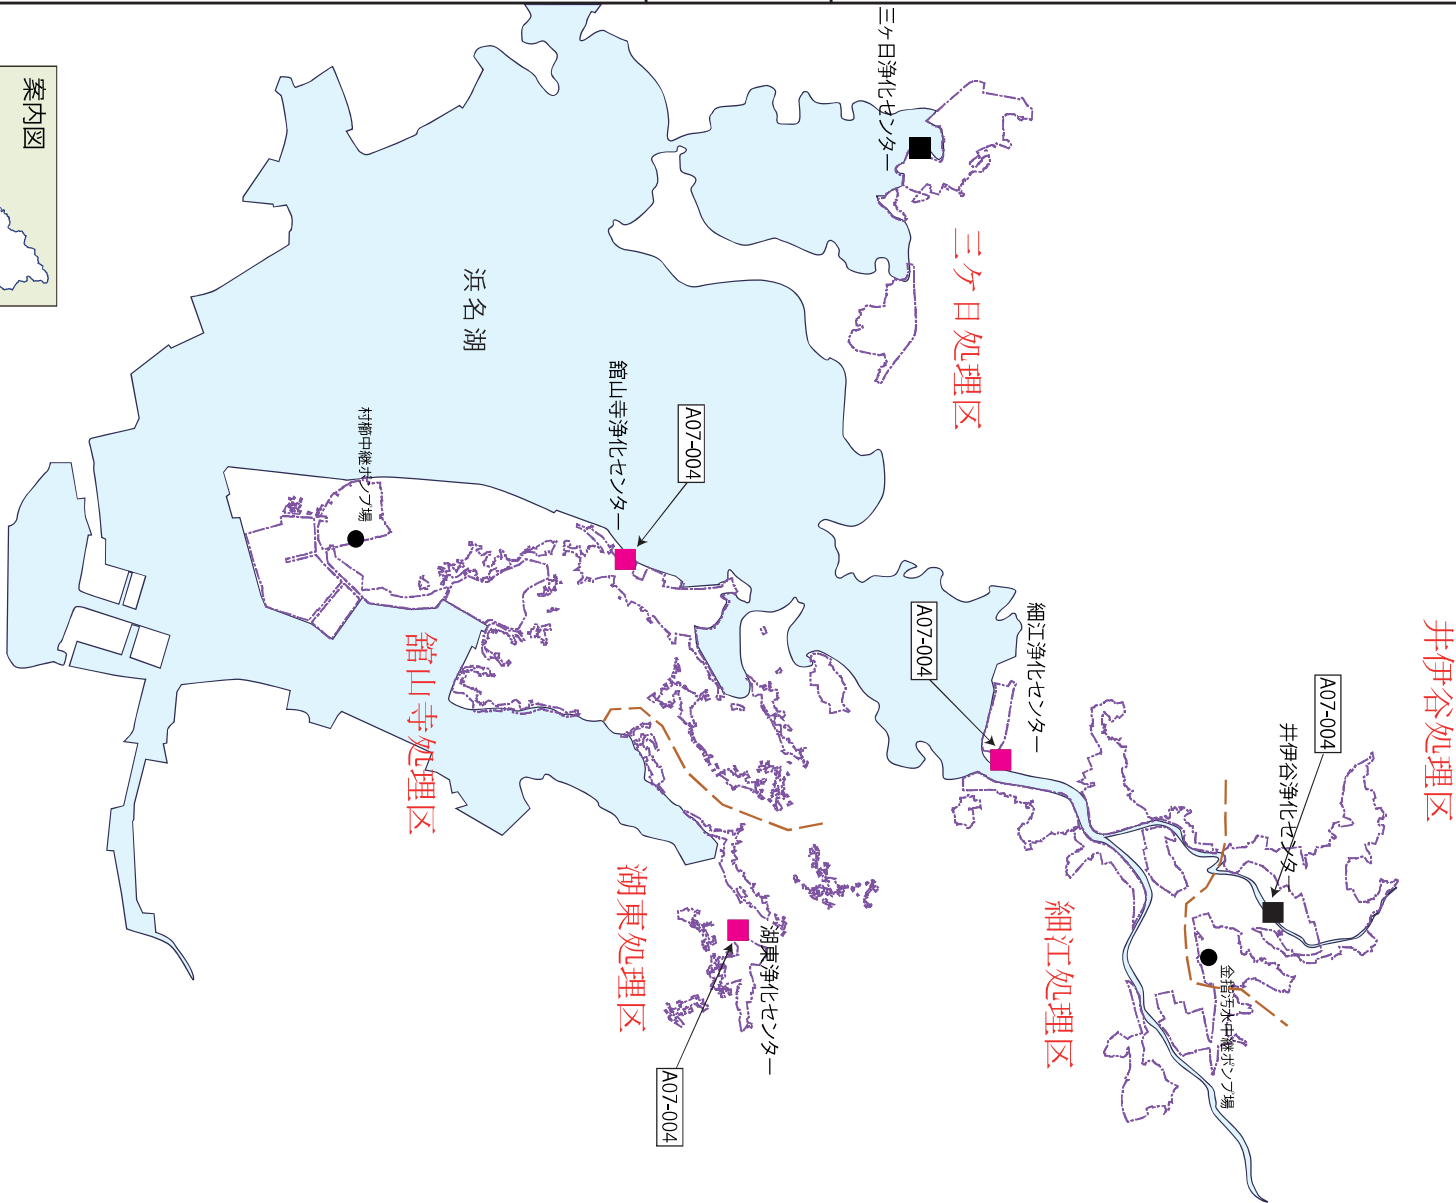 井伊谷処理区
A07-004
井伊谷浄化センター
金指汚水中継ポンプ場
細江処理区
細江浄化センター
A07-004
三ヶ日処理区
三ヶ日浄化センター
湖東浄化センター
A07-004
A07-004
舘山寺浄化センター
湖東処理区
浜名湖
舘山寺処理区
村櫛中継ポンプ場
案内図